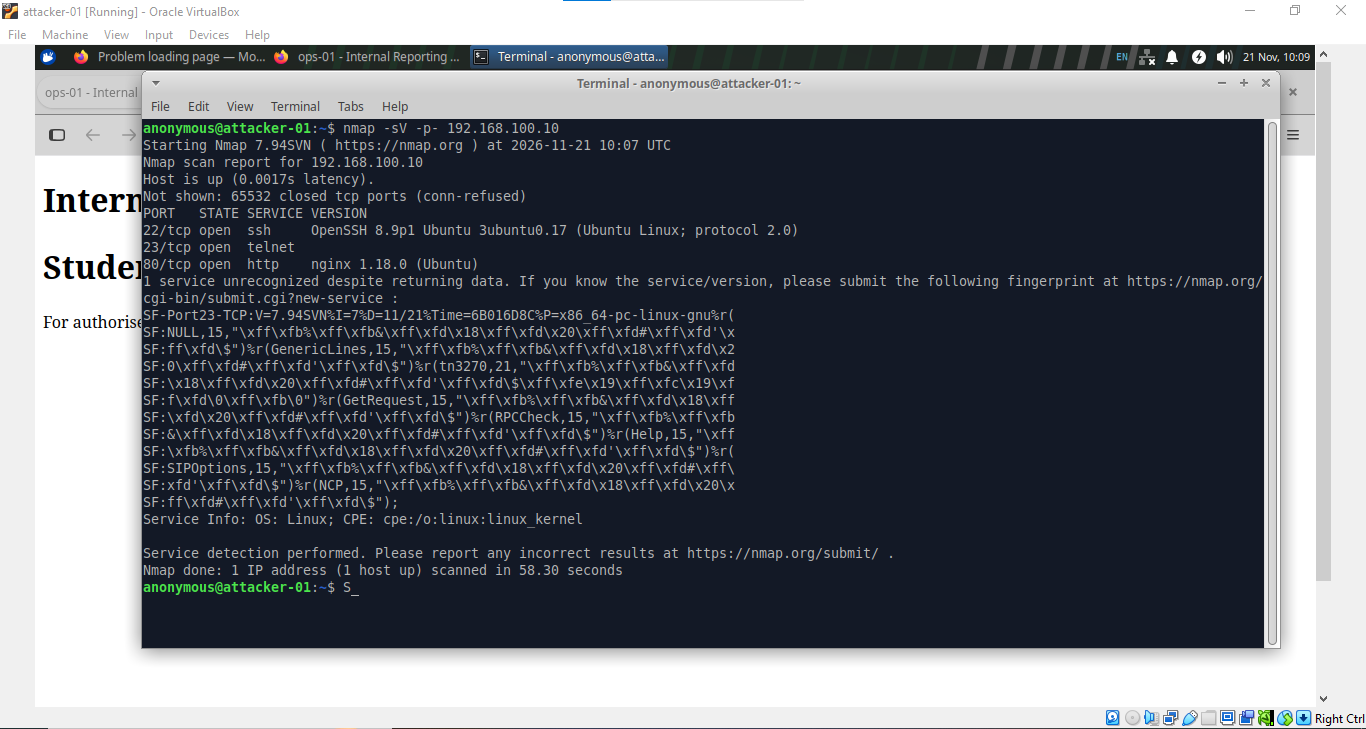 attacker-01 [Running] - Oracle VirtualBox
File Machine View Input Devices Help
Problem loading page — Mo... ops-01 - Internal Reporting ... Terminal - anonymous@atta... EN 21 Nov, 10:09
ops-01 - Internal
Terminal - anonymous@attacker-01: ~
File Edit View Terminal Tabs Help
Intern
Studen
For authorise
anonymous@attacker-01:~$ nmap -sV -p- 192.168.100.10
Starting Nmap 7.94SVN ( https://nmap.org ) at 2026-11-21 10:07 UTC
Nmap scan report for 192.168.100.10
Host is up (0.0017s latency).
Not shown: 65532 closed tcp ports (conn-refused)
PORT   STATE SERVICE VERSION
22/tcp open  ssh     OpenSSH 8.9p1 Ubuntu 3ubuntu0.17 (Ubuntu Linux; protocol 2.0)
23/tcp open  telnet
80/tcp open  http    nginx 1.18.0 (Ubuntu)
1 service unrecognized despite returning data. If you know the service/version, please submit the following fingerprint at https://nmap.org/
cgi-bin/submit.cgi?new-service :
SF-Port23-TCP:V=7.94SVN%I=7%D=11/21%Time=6B016D8C%P=x86_64-pc-linux-gnu%r(
SF:NULL,15,"\xff\xfb%\xff\xfb&\xff\xfd\x18\xff\xfd\x20\xff\xfd#\xff\xfd'\x
SF:ff\xfd\$")%r(GenericLines,15,"\xff\xfb%\xff\xfb&\xff\xfd\x18\xff\xfd\x2
SF:0\xff\xfd#\xff\xfd'\xff\xfd\$")%r(tn3270,21,"\xff\xfb%\xff\xfb&\xff\xfd
SF:\x18\xff\xfd\x20\xff\xfd#\xff\xfd'\xff\xfd\$\xff\xfe\x19\xff\xfc\x19\xf
SF:f\xfd\0\xff\xfb\0")%r(GetRequest,15,"\xff\xfb%\xff\xfb&\xff\xfd\x18\xff
SF:\xfd\x20\xff\xfd#\xff\xfd'\xff\xfd\$")%r(RPCCheck,15,"\xff\xfb%\xff\xfb
SF:&\xff\xfd\x18\xff\xfd\x20\xff\xfd#\xff\xfd'\xff\xfd\$")%r(Help,15,"\xff
SF:\xfb%\xff\xfb&\xff\xfd\x18\xff\xfd\x20\xff\xfd#\xff\xfd'\xff\xfd\$")%r(
SF:SIPOptions,15,"\xff\xfb%\xff\xfb&\xff\xfd\x18\xff\xfd\x20\xff\xfd#\xff\
SF:xfd'\xff\xfd\$")%r(NCP,15,"\xff\xfb%\xff\xfb&\xff\xfd\x18\xff\xfd\x20\x
SF:ff\xfd#\xff\xfd'\xff\xfd\$");
Service Info: OS: Linux; CPE: cpe:/o:linux:linux_kernel
Service detection performed. Please report any incorrect results at https://nmap.org/submit/ .
Nmap done: 1 IP address (1 host up) scanned in 58.30 seconds
anonymous@attacker-01:~$ S_
Right Ctrl